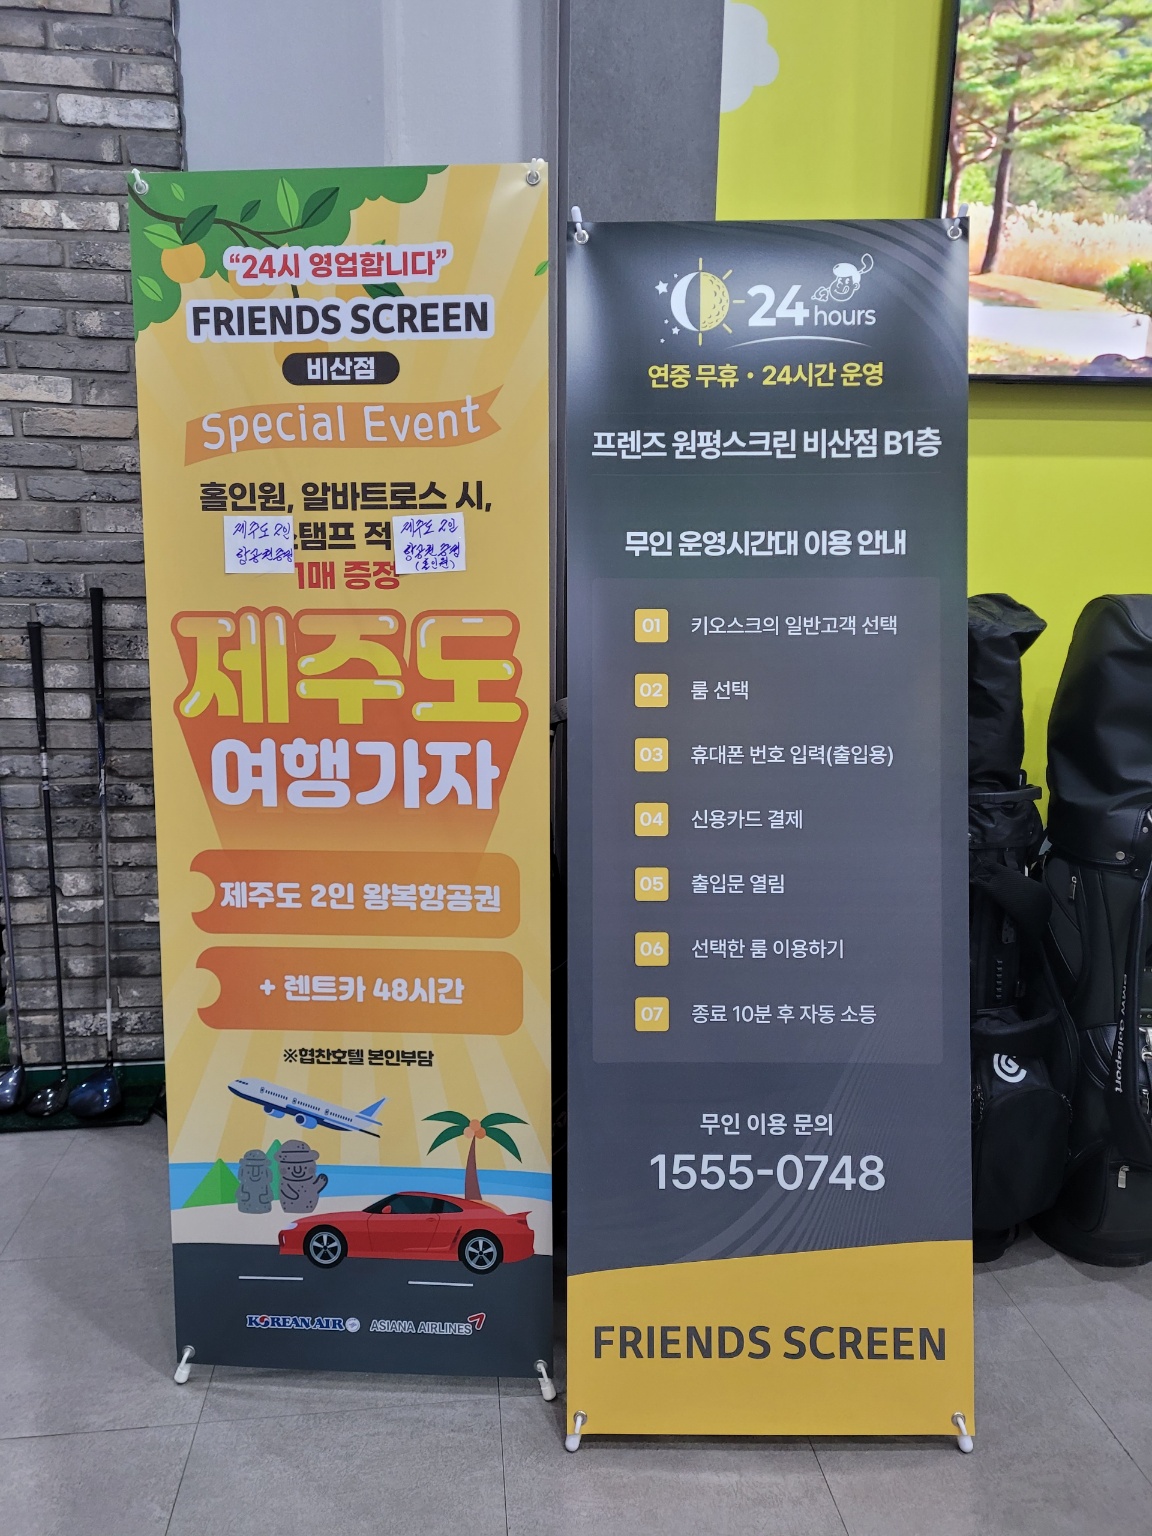 “24시 영업합니다”
FRIENDS SCREEN
비산점
Special Event
홀인원, 알바트로스 시,
제주도 2인
항공권 증정
탬프 적
제주도 2인
항공권 증정
(홀인원)
1매 증정
제주도
여행가자
제주도 2인 왕복항공권
+ 렌트카 48시간
※협찬호텔 본인부담
KOREAN AIR
ASIANA AIRLINES
24 hours
연중 무휴 • 24시간 운영
프렌즈 원평스크린 비산점 B1층
무인 운영시간대 이용 안내
01 키오스크의 일반고객 선택
02 룸 선택
03 휴대폰 번호 입력(출입용)
04 신용카드 결제
05 출입문 열림
06 선택한 룸 이용하기
07 종료 10분 후 자동 소등
무인 이용 문의
1555-0748
FRIENDS SCREEN
BMW Golfsport